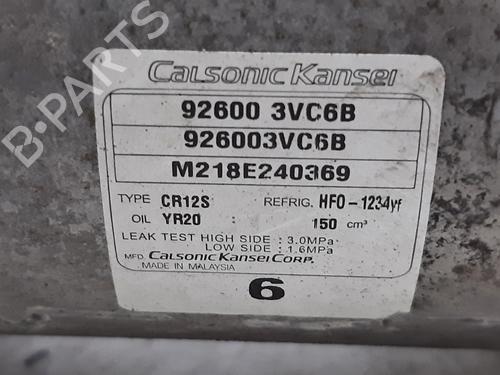 CALSONIC KANSEI
92600 3VC6B
926003VC6B
M218E240369
TYPE CR12S REFRIG. HFO-1234yf
OIL YR20 150 cm³
LEAK TEST HIGH SIDE : 3.0MPa
LOW SIDE : 1.6MPa
MFD. CALSONIC KANSEI CORP.
MADE IN MALAYSIA
6
B-PARTS